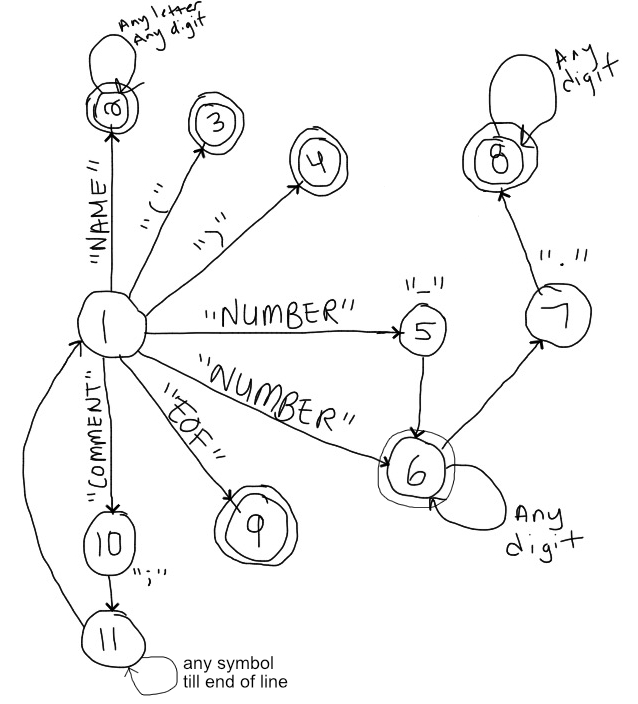 Any letter
Any digit
2
3
4
8
Any
digit
"NAME"
"("
")"
"."
"-"
1
"NUMBER"
5
7
"NUMBER"
"EOF"
"COMMENT"
6
Any
digit
9
10
";"
11
any symbol
till end of line